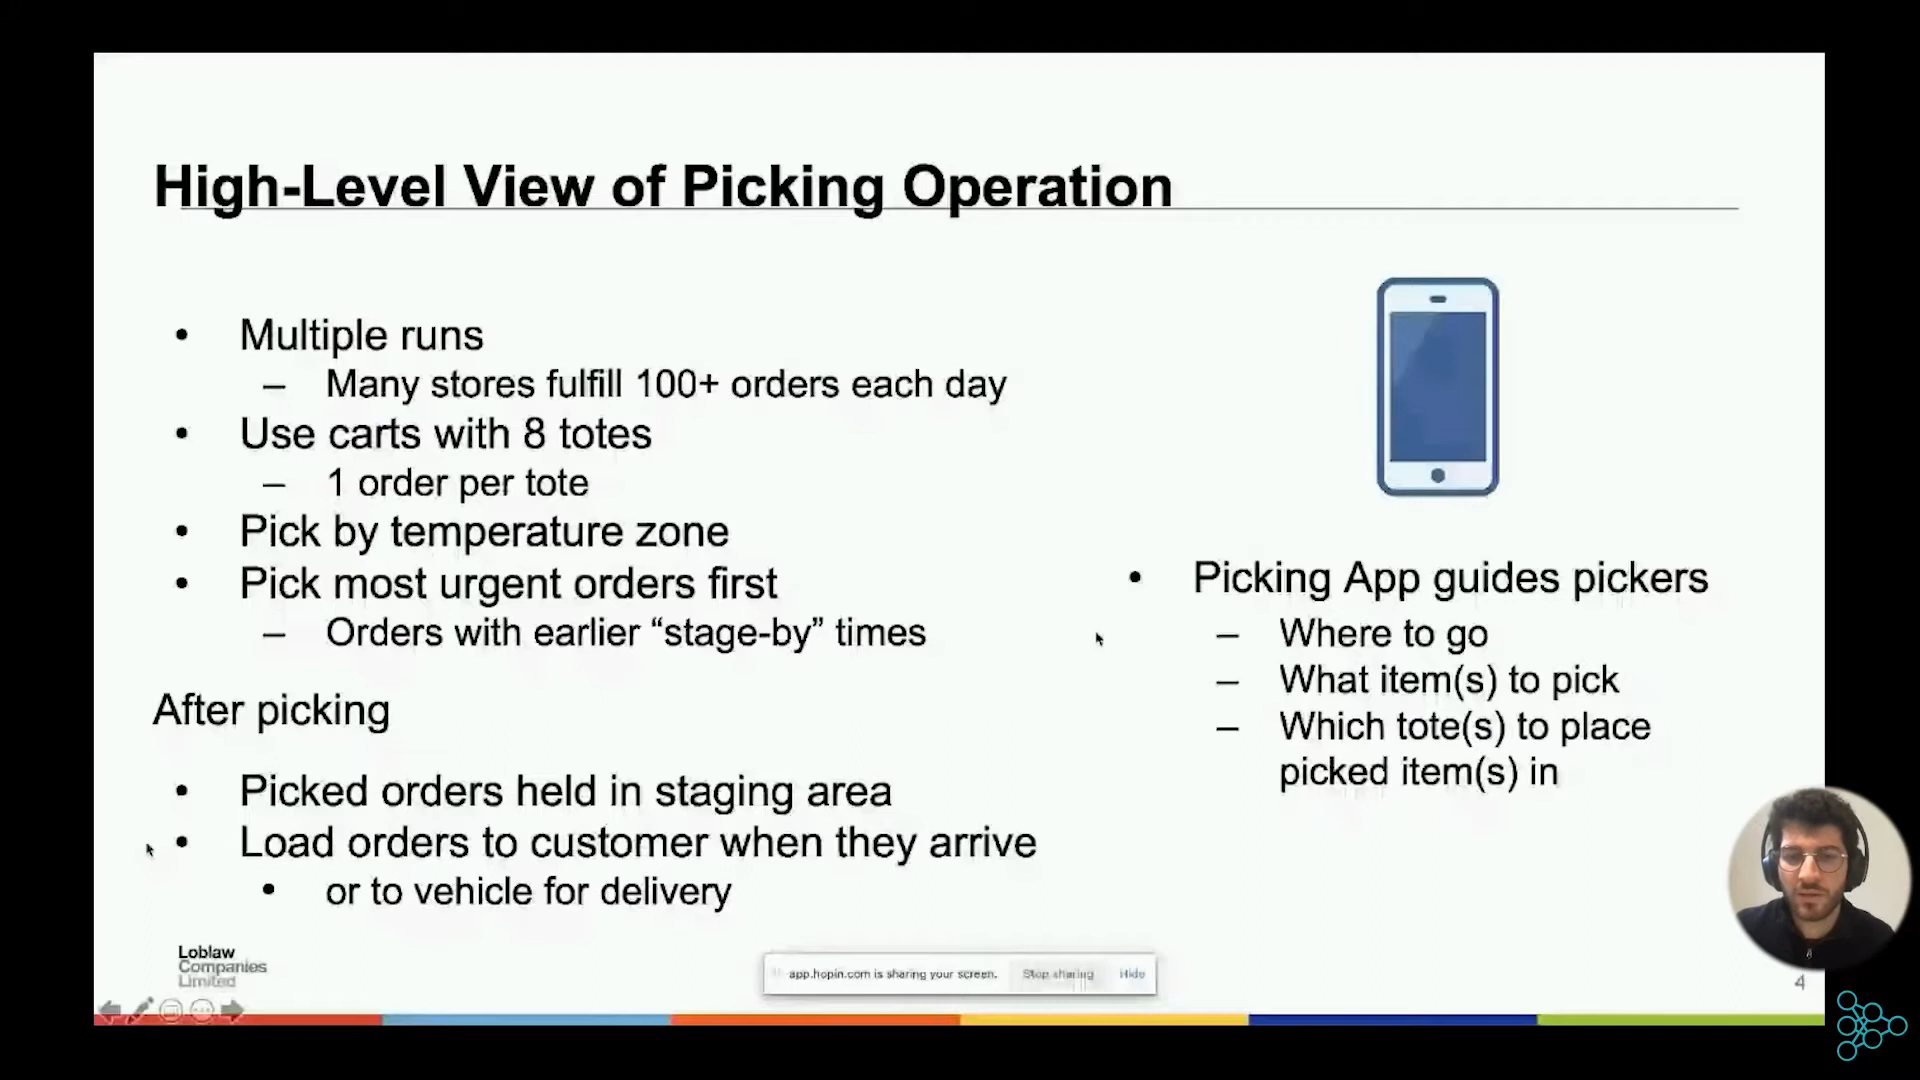 High-Level View of Picking Operation
• Multiple runs
– Many stores fulfill 100+ orders each day
• Use carts with 8 totes
– 1 order per tote
• Pick by temperature zone
• Pick most urgent orders first
– Orders with earlier “stage-by” times
After picking
• Picked orders held in staging area
• Load orders to customer when they arrive
• or to vehicle for delivery
• Picking App guides pickers
– Where to go
– What item(s) to pick
– Which tote(s) to place
picked item(s) in
Loblaw
Companies
Limited
app.hopin.com is sharing your screen. Stop sharing Hide
4